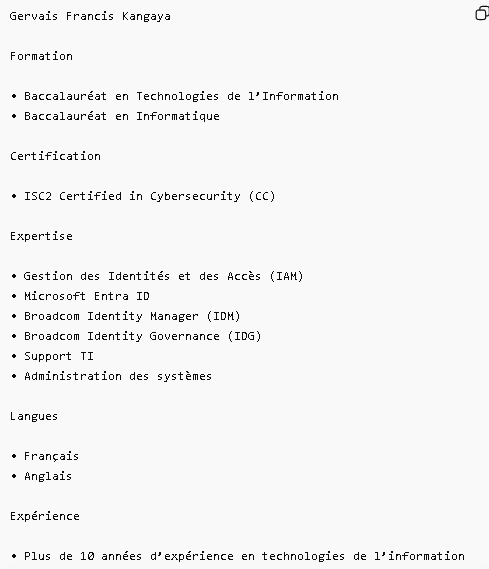 Gervais Francis Kangaya
Formation
• Baccalauréat en Technologies de l’Information
• Baccalauréat en Informatique
Certification
• ISC2 Certified in Cybersecurity (CC)
Expertise
• Gestion des Identités et des Accès (IAM)
• Microsoft Entra ID
• Broadcom Identity Manager (IDM)
• Broadcom Identity Governance (IDG)
• Support TI
• Administration des systèmes
Langues
• Français
• Anglais
Expérience
• Plus de 10 années d’expérience en technologies de l’information